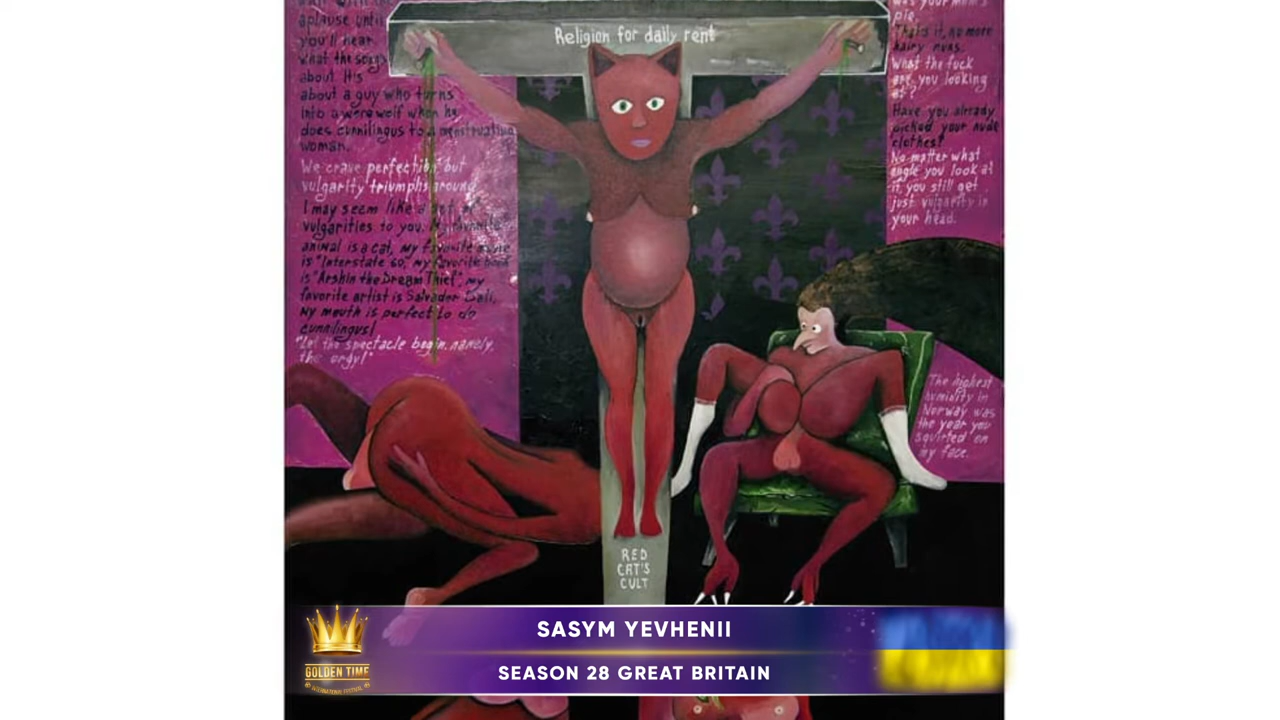 aplause until
you'll hear
what the songs
about. It's
about a guy who turns
into a werewolf when he
does cunnilingus to a menstruating
woman.
We crave perfection but
vulgarity triumphs around
I may seem like a set of
vulgarities to you. My favorite
animal is a cat, my favorite movie
is "Interstate 60", my favorite book
is "Arshin the Dream Thief", my
favorite artist is Salvador Dali,
My mouth is perfect to do
cunnilingus!
"Let the spectacle begin, namely,
the orgy!"
Religion for daily rent
was your mom's
pie.
That's it, no more
hairy nuns.
What the fuck
are you looking
at?
Have you already
picked your nude
clothes?
No matter what
angle you look at
it, you still get
just vulgarity in
your head.
The highest
humidity in
Norway was
the year you
squirted on
my face.
RED
CAT'S
CULT
SASYM YEVHENII
SEASON 28 GREAT BRITAIN
GOLDEN TIME
INTERNATIONAL FESTIVAL